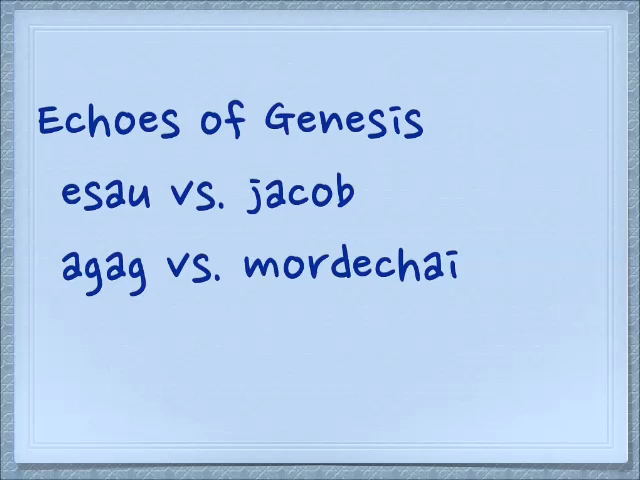 Echoes of Genesis
esau vs. jacob
agag vs. mordechai